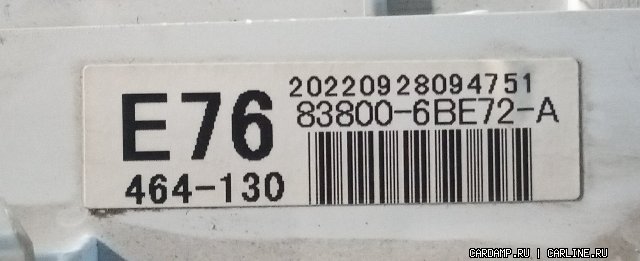 20220928094751
E76
83800-6BE72-A
464-130
CARDAMP.RU | CARLINE.RU